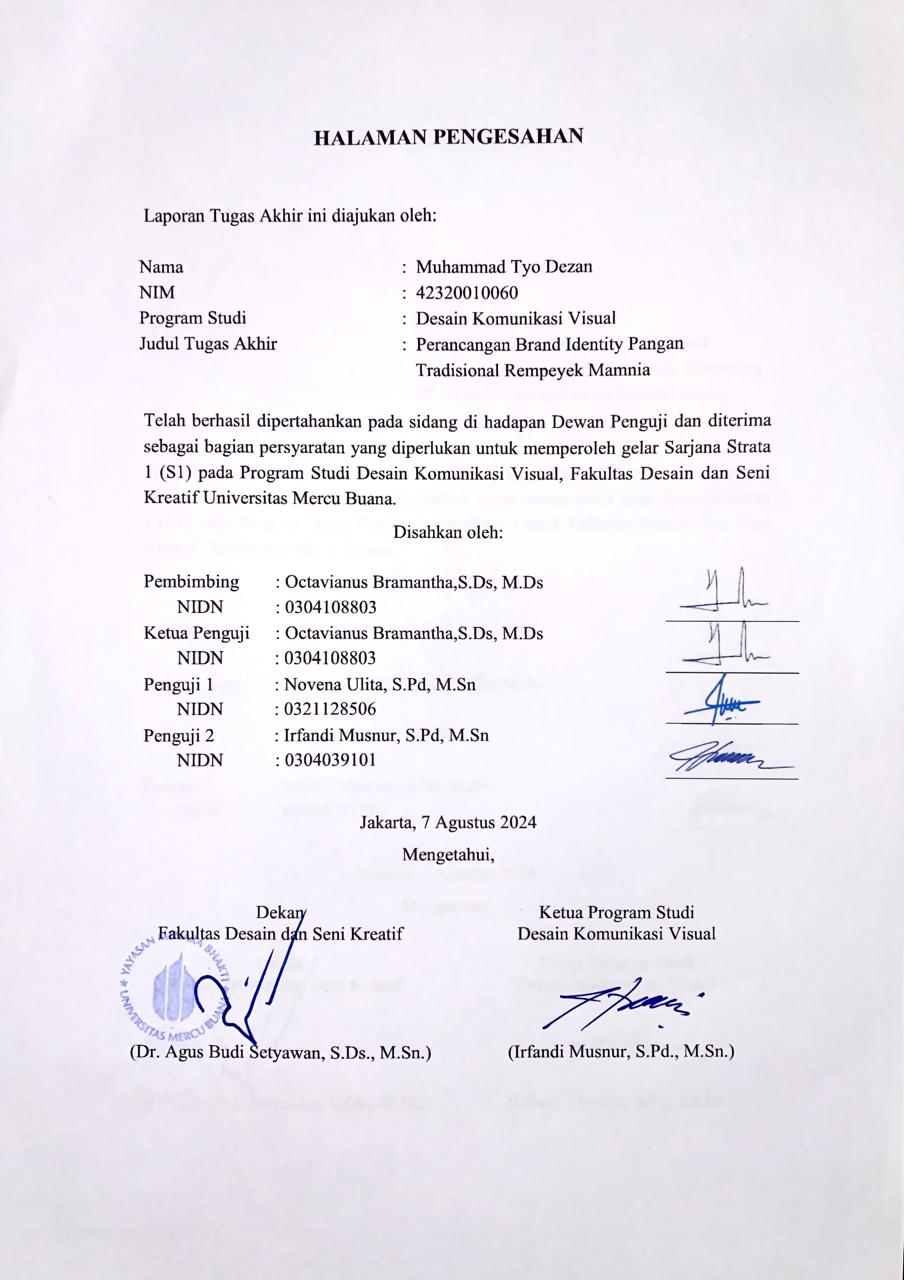 HALAMAN PENGESAHAN
Laporan Tugas Akhir ini diajukan oleh:
Nama : Muhammad Tyo Dezan
NIM : 42320010060
Program Studi : Desain Komunikasi Visual
Judul Tugas Akhir : Perancangan Brand Identity Pangan
Tradisional Rempeyek Mamnia
Telah berhasil dipertahankan pada sidang di hadapan Dewan Penguji dan diterima
sebagai bagian persyaratan yang diperlukan untuk memperoleh gelar Sarjana Strata
1 (S1) pada Program Studi Desain Komunikasi Visual, Fakultas Desain dan Seni
Kreatif Universitas Mercu Buana.
Disahkan oleh:
Pembimbing : Octavianus Bramantha,S.Ds, M.Ds
NIDN : 0304108803
Ketua Penguji : Octavianus Bramantha,S.Ds, M.Ds
NIDN : 0304108803
Penguji 1 : Novena Ulita, S.Pd, M.Sn
NIDN : 0321128506
Penguji 2 : Irfandi Musnur, S.Pd, M.Sn
NIDN : 0304039101
Jakarta, 7 Agustus 2024
Mengetahui,
Dekan
Fakultas Desain dan Seni Kreatif
Ketua Program Studi
Desain Komunikasi Visual
YAYASAN BHAKTI
UNIVERSITAS MERCU BUANA
(Dr. Agus Budi Setyawan, S.Ds., M.Sn.)
(Irfandi Musnur, S.Pd., M.Sn.)